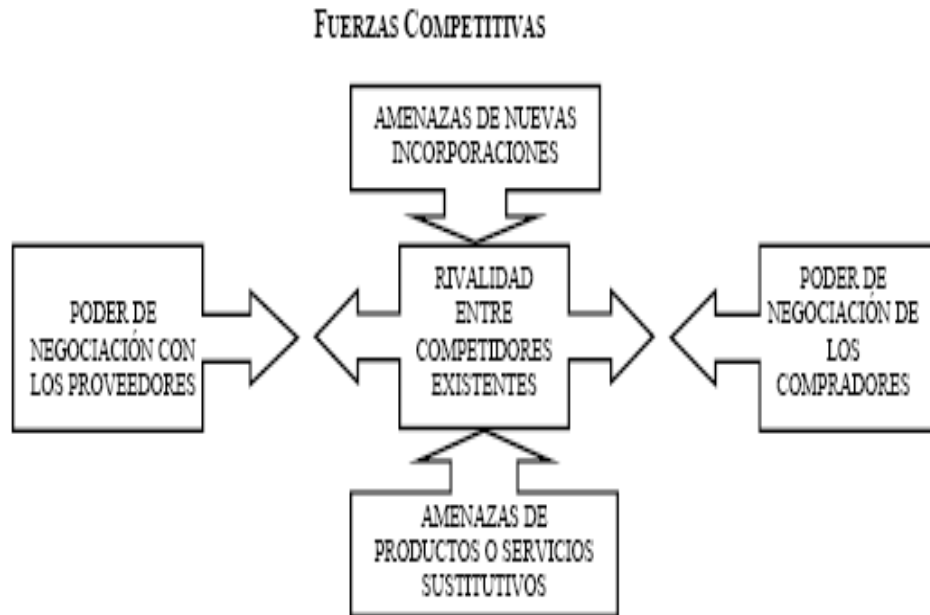 FUERZAS COMPETITIVAS
AMENAZAS DE NUEVAS
INCORPORACIONES
PODER DE
NEGOCIACIÓN CON
LOS PROVEEDORES
RIVALIDAD
ENTRE
COMPETIDORES
EXISTENTES
PODER DE
NEGOCIACIÓN DE
LOS
COMPRADORES
AMENAZAS DE
PRODUCTOS O SERVICIOS
SUSTITUTIVOS